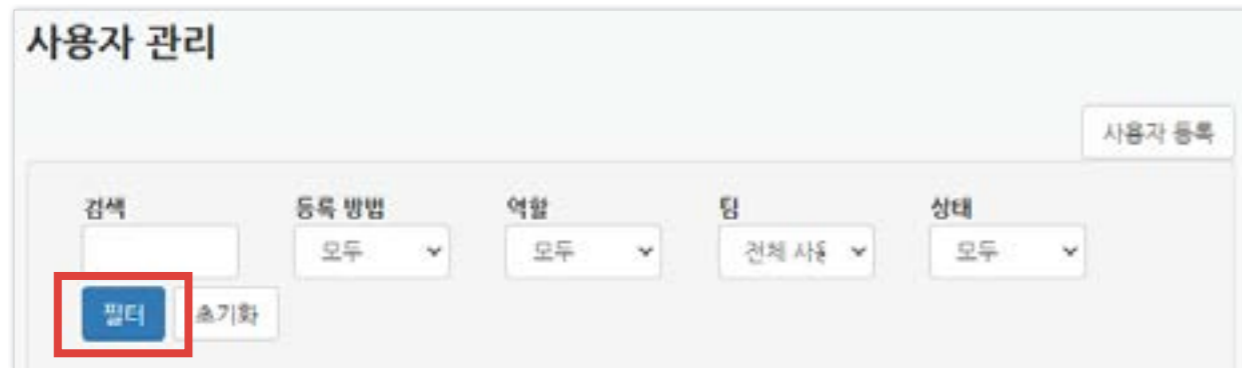 사용자 관리
사용자 등록
검색 등록 방법 역할 팀 상태
모두 모두 전체 사용 모두
필터 초기화